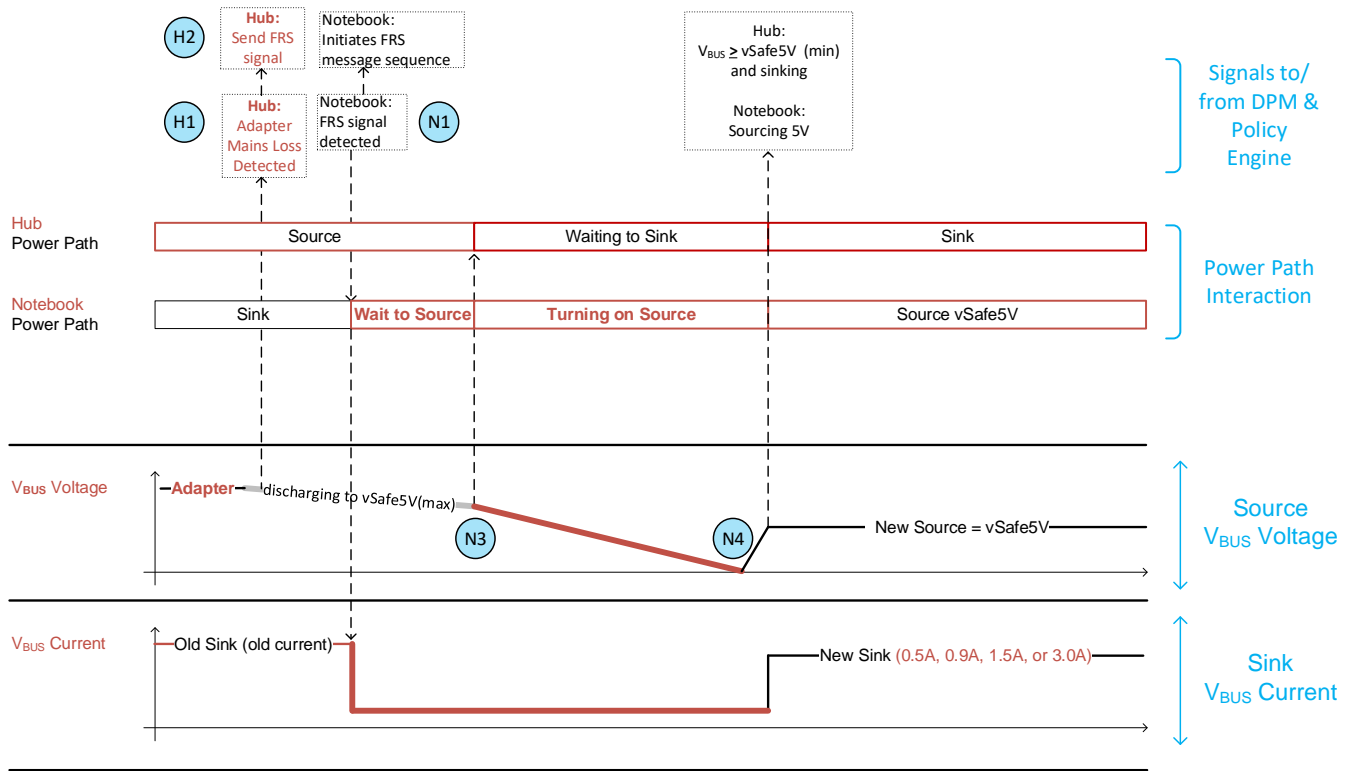 H2
Hub:
Send FRS
signal
Notebook:
Initiates FRS
message sequence
Hub:
VBUS ≥ vSafe5V (min)
and sinking
Notebook:
Sourcing 5V
Signals to/
from DPM &
Policy
Engine
H1
Hub:
Adapter
Mains Loss
Detected
Notebook:
FRS signal
detected
N1
Hub
Power Path
Source
Waiting to Sink
Sink
Power Path
Interaction
Notebook
Power Path
Sink
Wait to Source
Turning on Source
Source vSafe5V
VBUS Voltage
Adapter
discharging to vSafe5V(max)
N3
N4
New Source = vSafe5V
Source
VBUS Voltage
VBUS Current
Old Sink (old current)
New Sink (0.5A, 0.9A, 1.5A, or 3.0A)
Sink
VBUS Current